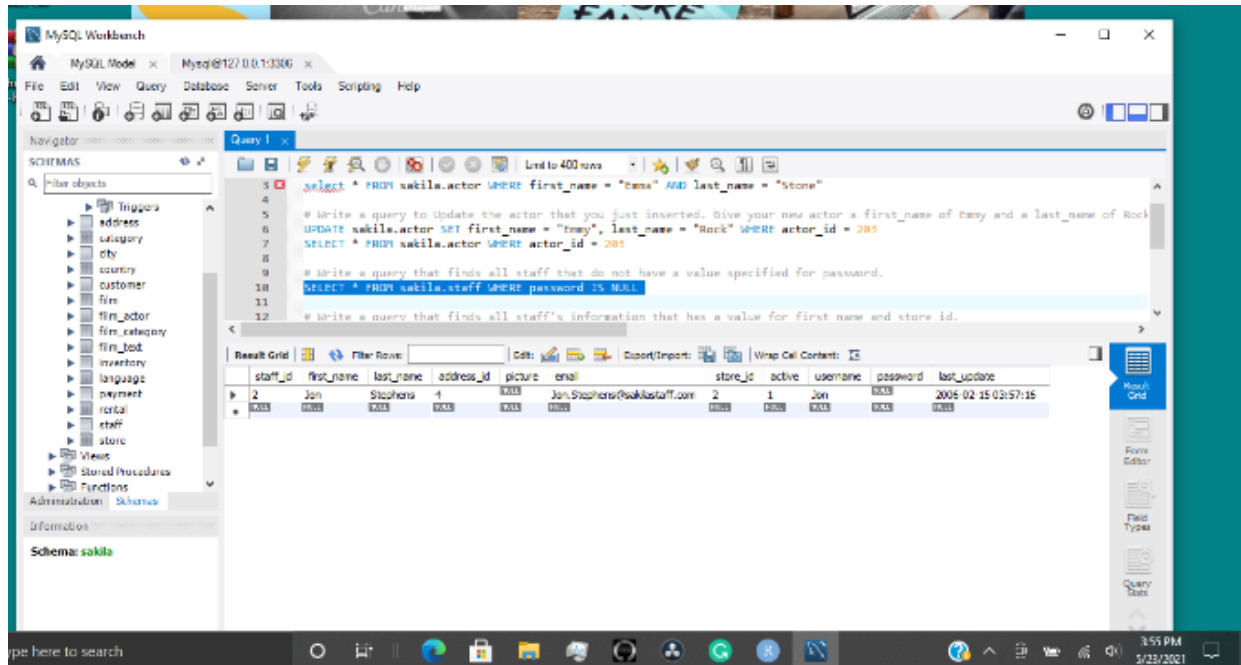 MySQL Workbench
MySQL Model × Mysql@127.0.0.1:3306 ×
File Edit View Query Database Server Tools Scripting Help
Navigator
Query 1 ×
SCHEMAS
Limit to 400 rows
Filter objects
Triggers
address
category
city
country
customer
film
film_actor
film_category
film_text
inventory
language
payment
rental
staff
store
Views
Stored Procedures
Functions
Administration Schemas
Information
Schema: sakila
3 select * FROM sakila.actor WHERE first_name = "Emma" AND last_name = "Stone"
4
5 # Write a query to Update the actor that you just inserted. Give your new actor a first_name of Emmy and a last_name of Rock
6 UPDATE sakila.actor SET first_name = "Emmy", last_name = "Rock" WHERE actor_id = 203
7 SELECT * FROM sakila.actor WHERE actor_id = 203
8
9 # Write a query that finds all staff that do not have a value specified for password.
10 SELECT * FROM sakila.staff WHERE password IS NULL
11
12 # Write a query that finds all staff's information that has a value for first name and store id.
Result Grid Filter Rows: Edit: Export/Import: Wrap Cell Content:
staff_id first_name last_name address_id picture email store_id active username password last_update
2 Jon Stephens 4 NULL Jon.Stephens@sakilastaff.com 2 1 Jon NULL 2006-02-15 03:57:16
NULL NULL NULL NULL NULL NULL NULL NULL NULL NULL NULL
Result Grid
Form Editor
Field Types
Query Stats
ype here to search
3:55 PM
5/23/2021